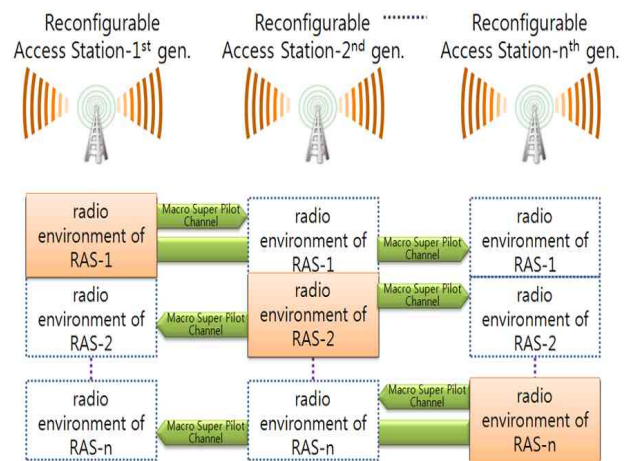 Reconfigurable
Access Station-1st gen.
Reconfigurable
Access Station-2nd gen.
Reconfigurable
Access Station-nth gen.
radio
environment of
RAS-1
Macro Super Pilot
Channel
radio
environment of
RAS-1
Macro Super Pilot
Channel
radio
environment of
RAS-1
radio
environment of
RAS-2
Macro Super Pilot
Channel
radio
environment of
RAS-2
Macro Super Pilot
Channel
radio
environment of
RAS-2
radio
environment of
RAS-n
Macro Super Pilot
Channel
radio
environment of
RAS-n
Macro Super Pilot
Channel
radio
environment of
RAS-n